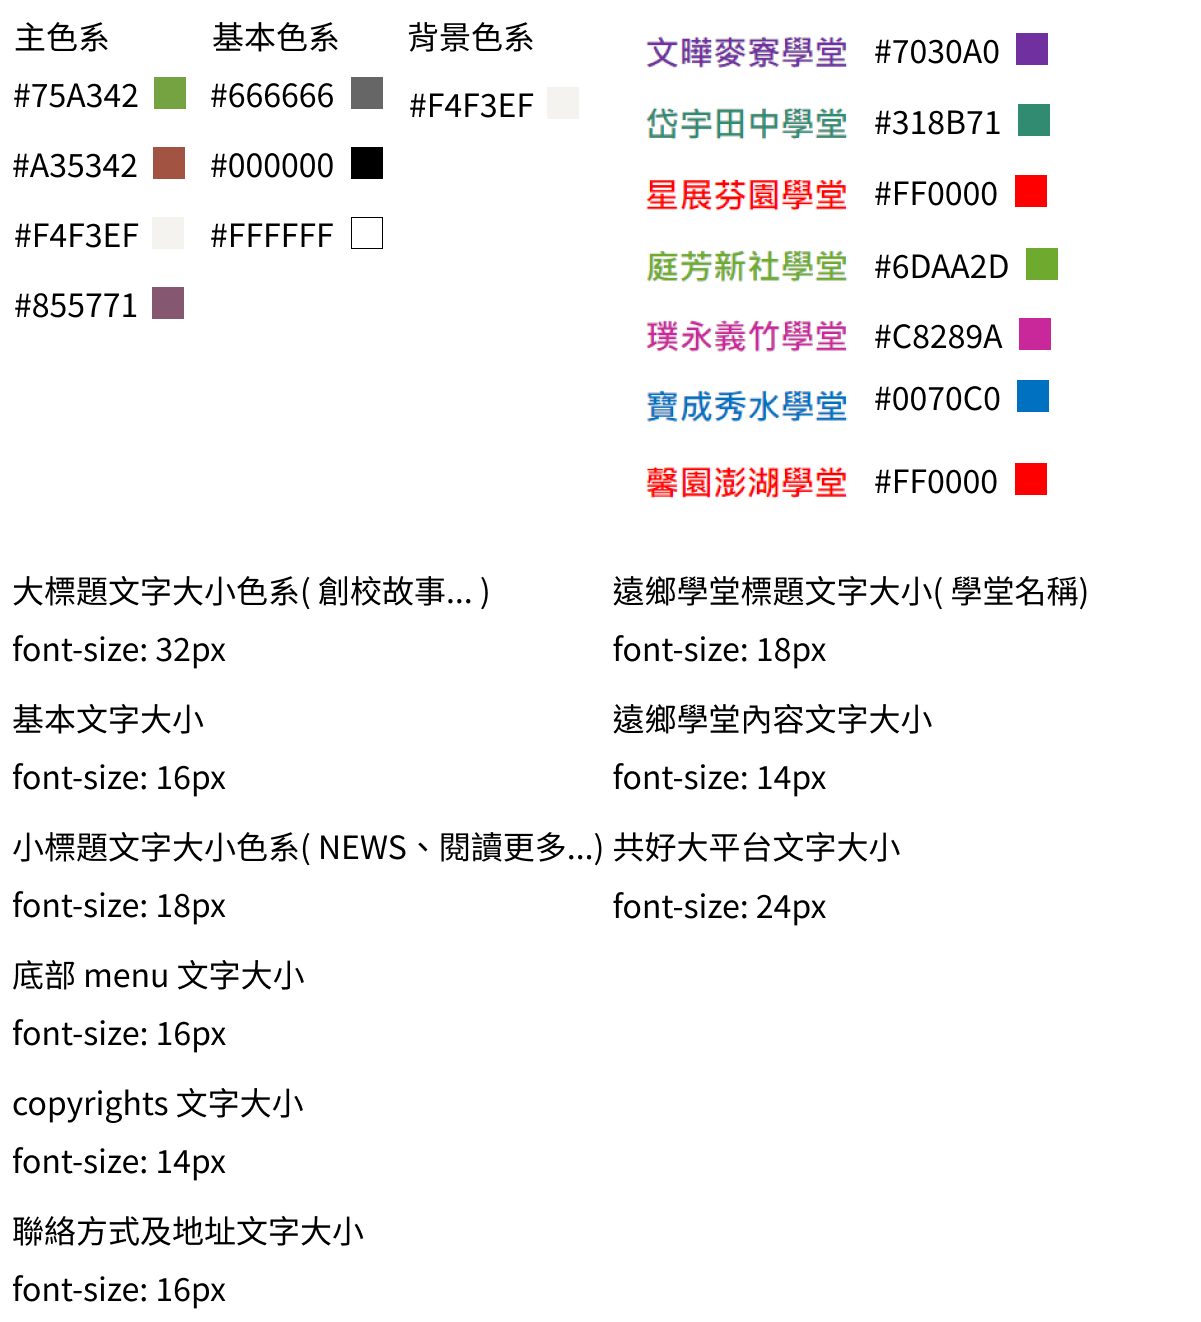 主色系
#75A342
#A35342
#F4F3EF
#855771
基本色系
#666666
#000000
#FFFFFF
背景色系
#F4F3EF
文曄麥寮學堂 #7030A0
岱宇田中學堂 #318B71
星展芬園學堂 #FF0000
庭芳新社學堂 #6DAA2D
璞永義竹學堂 #C8289A
寶成秀水學堂 #0070C0
馨園澎湖學堂 #FF0000
大標題文字大小色系( 創校故事... )
font-size: 32px
基本文字大小
font-size: 16px
小標題文字大小色系( NEWS、閱讀更多...)
font-size: 18px
底部 menu 文字大小
font-size: 16px
copyrights 文字大小
font-size: 14px
聯絡方式及地址文字大小
font-size: 16px
遠鄉學堂標題文字大小( 學堂名稱)
font-size: 18px
遠鄉學堂內容文字大小
font-size: 14px
共好大平台文字大小
font-size: 24px